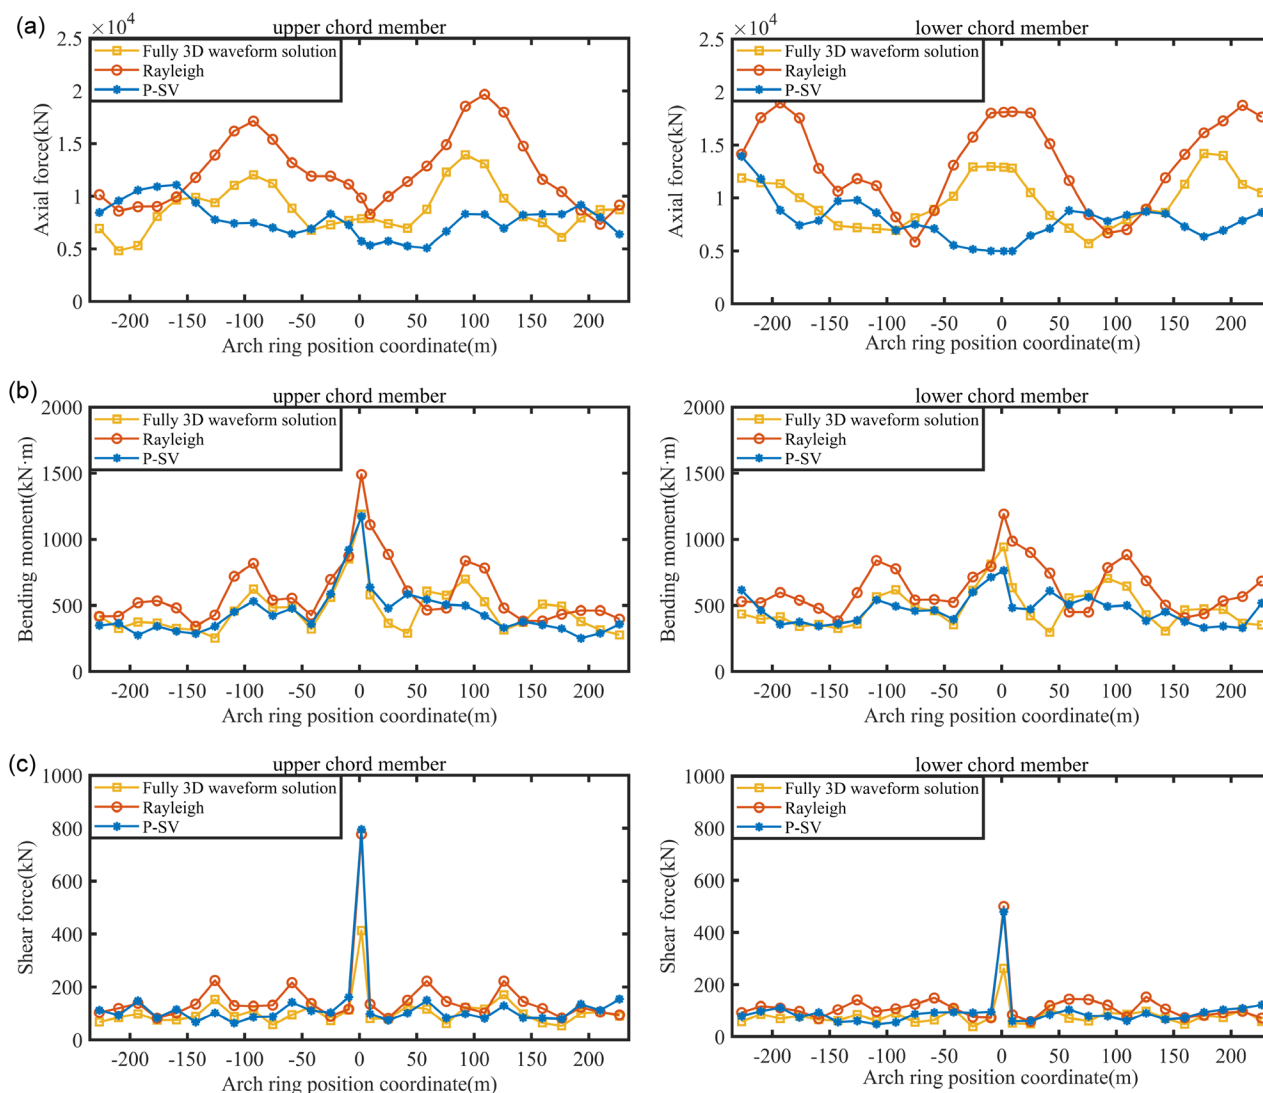 (a)
×10⁴
upper chord member
2.5
2
1.5
1
0.5
0
Axial force(kN)
Fully 3D waveform solution
Rayleigh
P-SV
-200 -150 -100 -50 0 50 100 150 200
Arch ring position coordinate(m)
×10⁴
lower chord member
2.5
2
1.5
1
0.5
0
Axial force(kN)
Fully 3D waveform solution
Rayleigh
P-SV
-200 -150 -100 -50 0 50 100 150 200
Arch ring position coordinate(m)
(b)
upper chord member
2000
1500
1000
500
0
Bending moment(kN·m)
Fully 3D waveform solution
Rayleigh
P-SV
-200 -150 -100 -50 0 50 100 150 200
Arch ring position coordinate(m)
lower chord member
2000
1500
1000
500
0
Bending moment(kN·m)
Fully 3D waveform solution
Rayleigh
P-SV
-200 -150 -100 -50 0 50 100 150 200
Arch ring position coordinate(m)
(c)
upper chord member
1000
800
600
400
200
0
Shear force(kN)
Fully 3D waveform solution
Rayleigh
P-SV
-200 -150 -100 -50 0 50 100 150 200
Arch ring position coordinate(m)
lower chord member
1000
800
600
400
200
0
Shear force(kN)
Fully 3D waveform solution
Rayleigh
P-SV
-200 -150 -100 -50 0 50 100 150 200
Arch ring position coordinate(m)